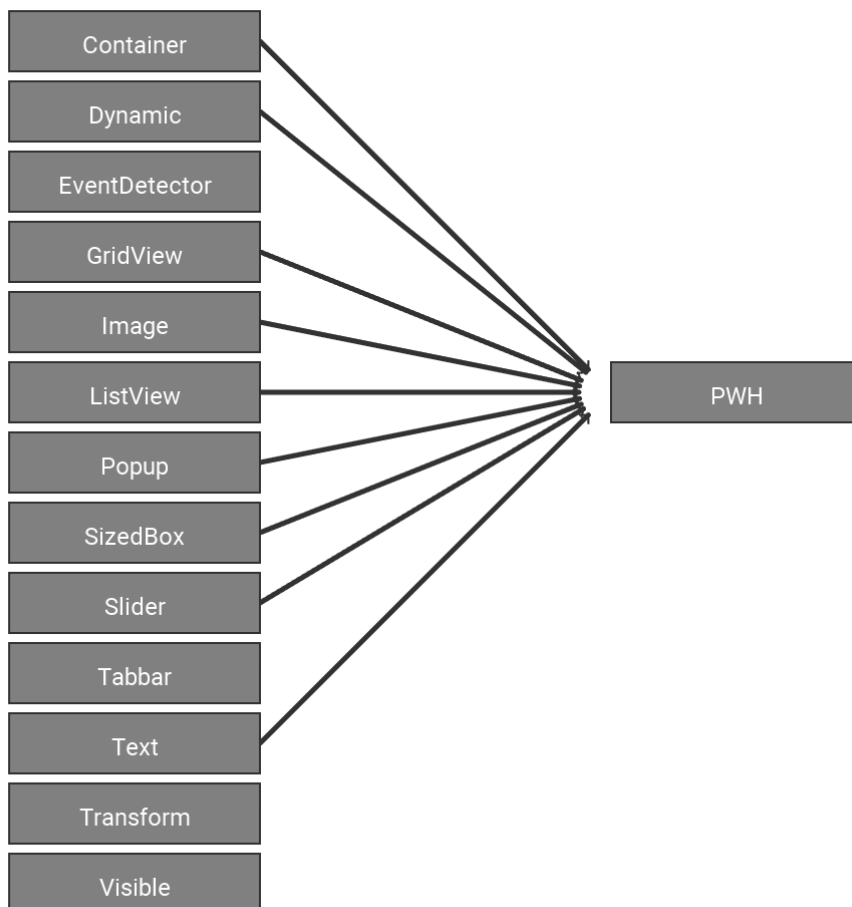 Container
Dynamic
EventDetector
GridView
Image
ListView
PWH
Popup
SizedBox
Slider
Tabbar
Text
Transform
Visible